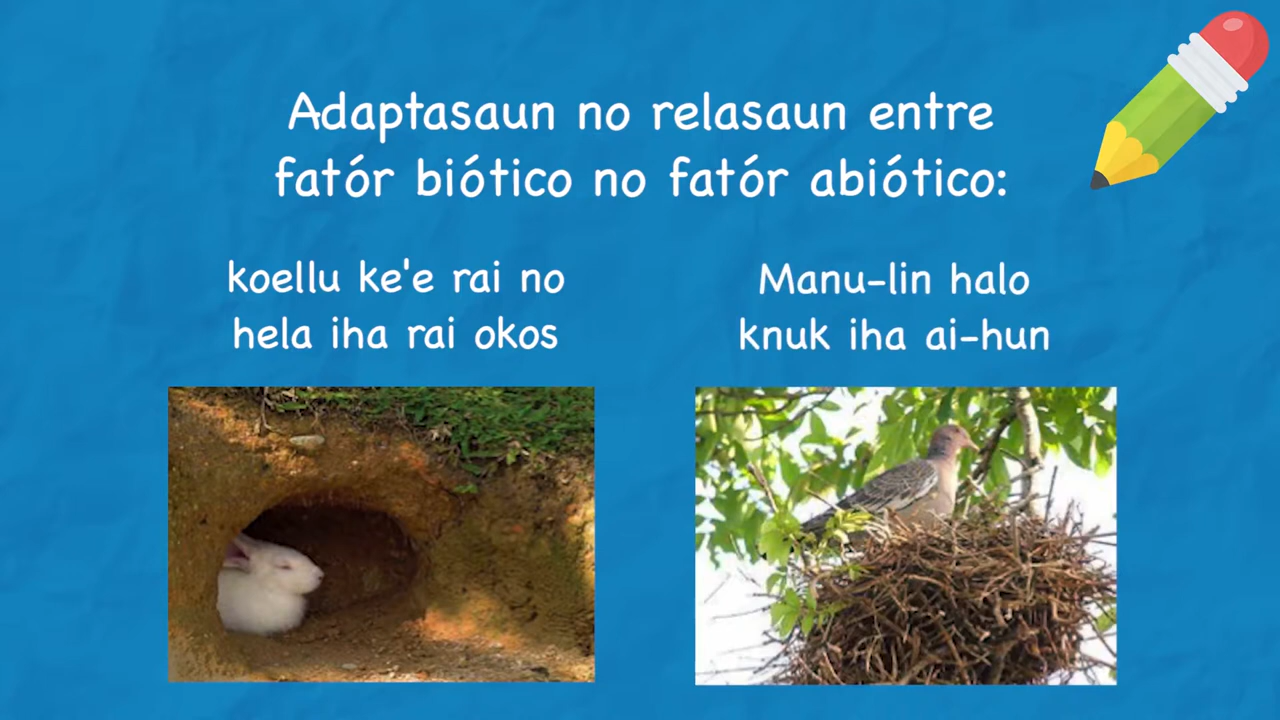 Adaptasaun no relasaun entre
fatór biótico no fatór abiótico:
koellu ke'e rai no
hela iha rai okos
Manu-lin halo
knuk iha ai-hun